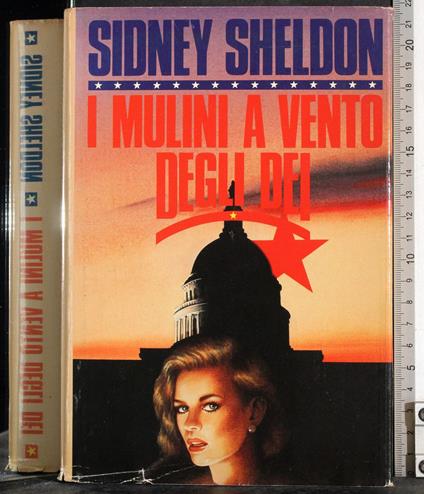 SIDNEY SHELDON
I MULINI A VENTO
DEGLI DEI
SIDNEY SHELDON
I MULINI A VENTO DEGLI DEI